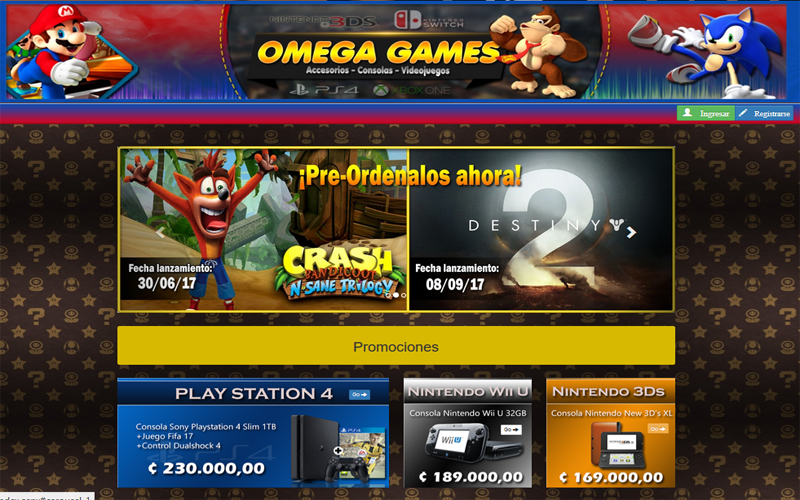 NINTENDO 3DS
NINTENDO SWITCH
OMEGA GAMES
Accesorios - Consolas - Videojuegos
PS4 XBOX ONE
Ingresar
Registrarse
¡Pre-Ordenalos ahora!
DESTINY
2
Fecha lanzamiento:
30/06/17
CRASH
BANDICOOT
N. SANE TRILOGY
Fecha lanzamiento:
08/09/17
Promociones
PLAY STATION 4
Go
Consola Sony Playstation 4 Slim 1TB
+Juego Fifa 17
+Control Dualshock 4
PS4
¢ 230.000,00
NINTENDO WII U
Consola Nintendo Wii U 32GB
Go
Wii U
¢ 189.000,00
NINTENDO 3Ds
Consola Nintendo New 3D's XL
Go
¢ 169.000,00